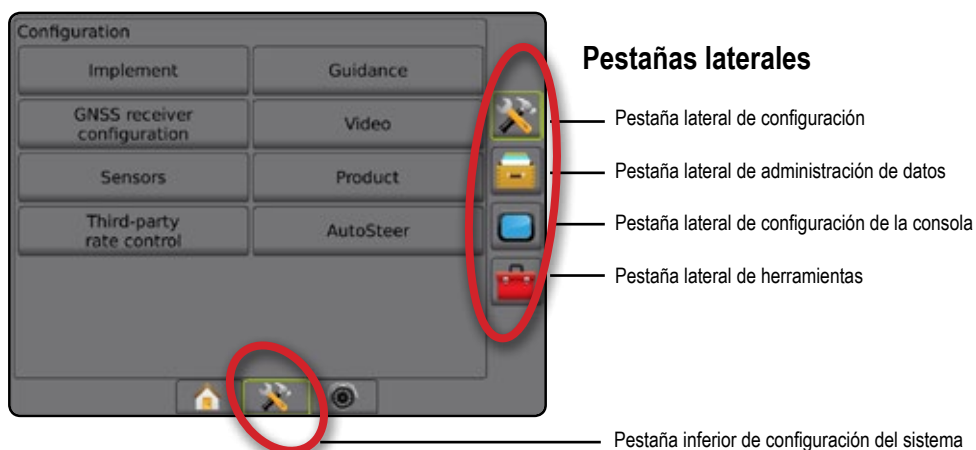 Configuration
Implement
Guidance
GNSS receiver
configuration
Video
Sensors
Product
Third-party
rate control
AutoSteer
Pestañas laterales
Pestaña lateral de configuración
Pestaña lateral de administración de datos
Pestaña lateral de configuración de la consola
Pestaña lateral de herramientas
Pestaña inferior de configuración del sistema